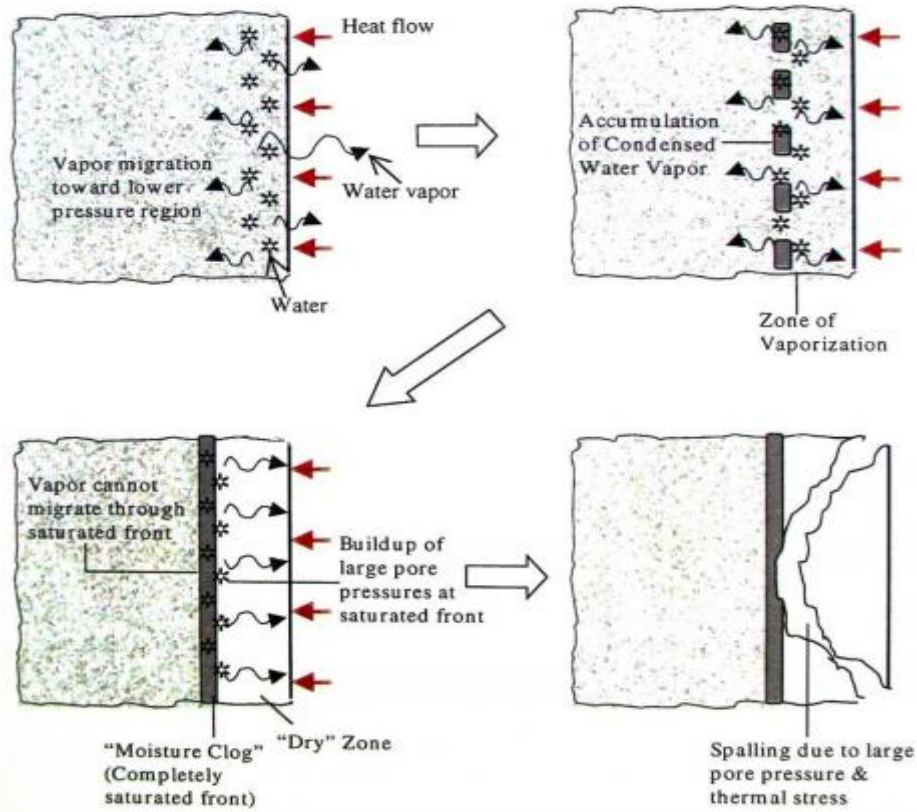 Heat flow
Vapor migration
toward lower
pressure region
Water vapor
Water
Accumulation
of Condensed
Water Vapor
Zone of
Vaporization
Vapor cannot
migrate through
saturated front
Buildup of
large pore
pressures at
saturated front
"Moisture Clog"
(Completely
saturated front)
"Dry" Zone
Spalling due to large
pore pressure &
thermal stress